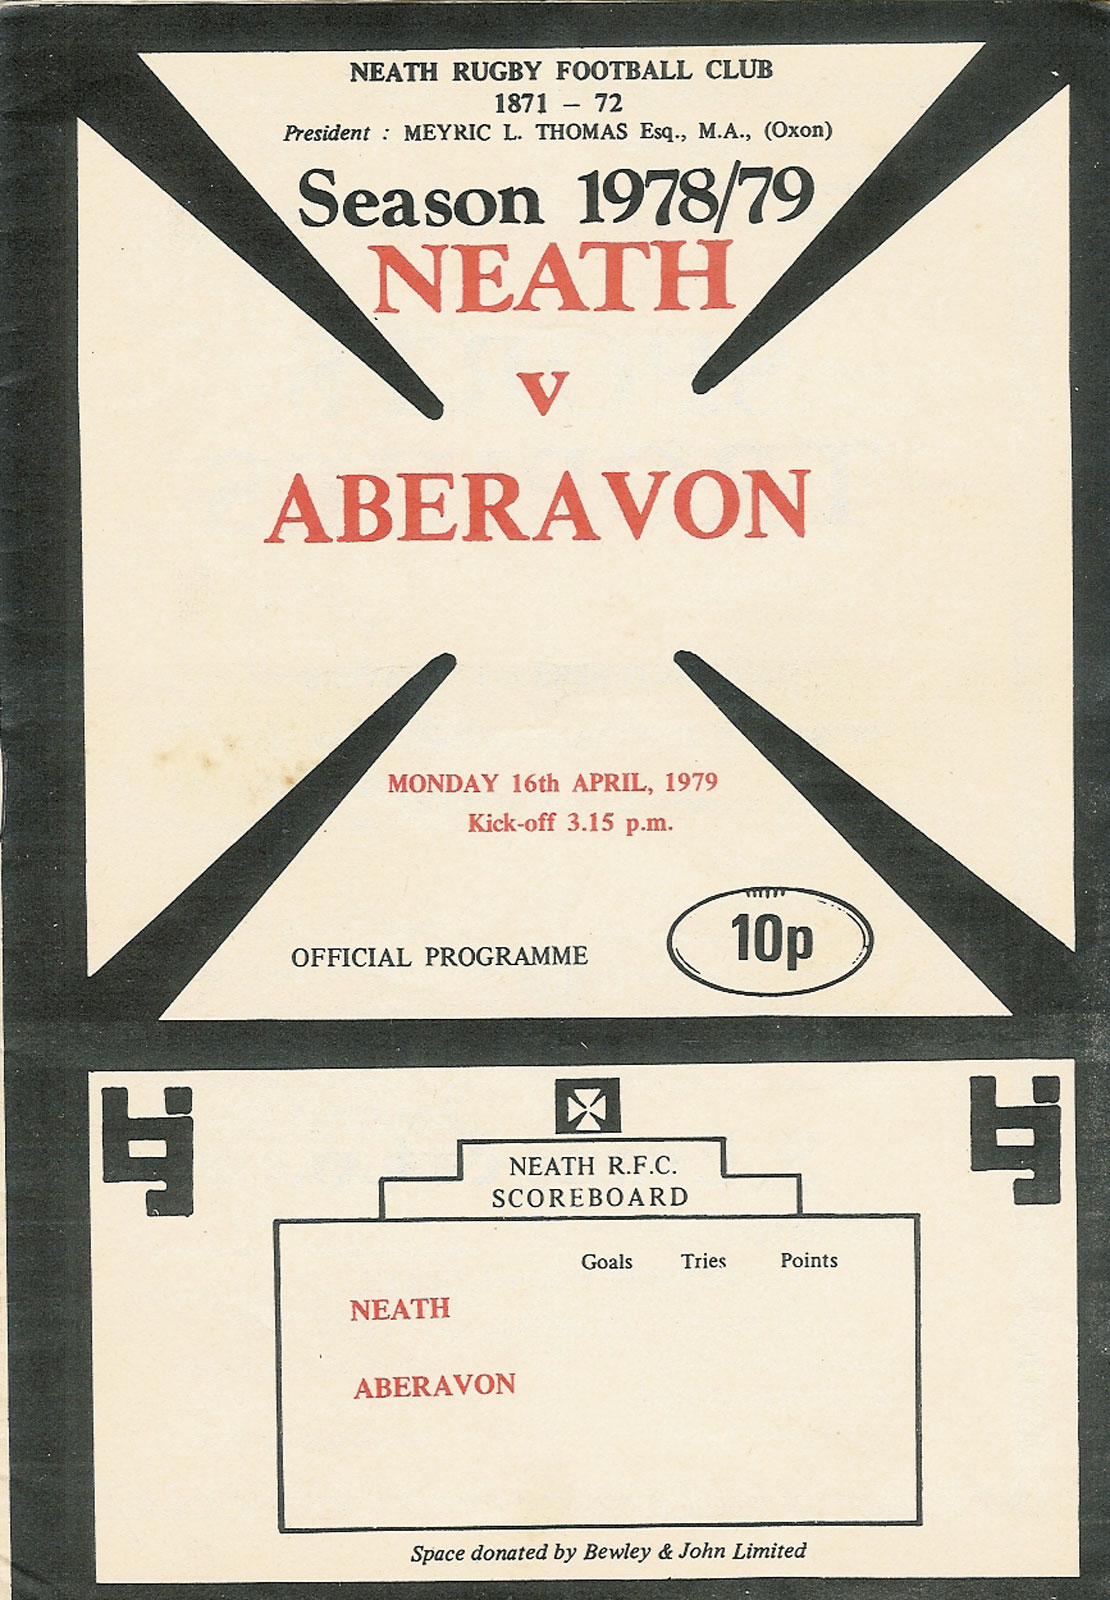 NEATH RUGBY FOOTBALL CLUB
1871 – 72
President : MEYRIC L. THOMAS Esq., M.A., (Oxon)
Season 1978/79
NEATH
v
ABERAVON
MONDAY 16th APRIL, 1979
Kick-off 3.15 p.m.
OFFICIAL PROGRAMME
10p
bj
bj
NEATH R.F.C.
SCOREBOARD
Goals Tries Points
NEATH
ABERAVON
Space donated by Bewley & John Limited